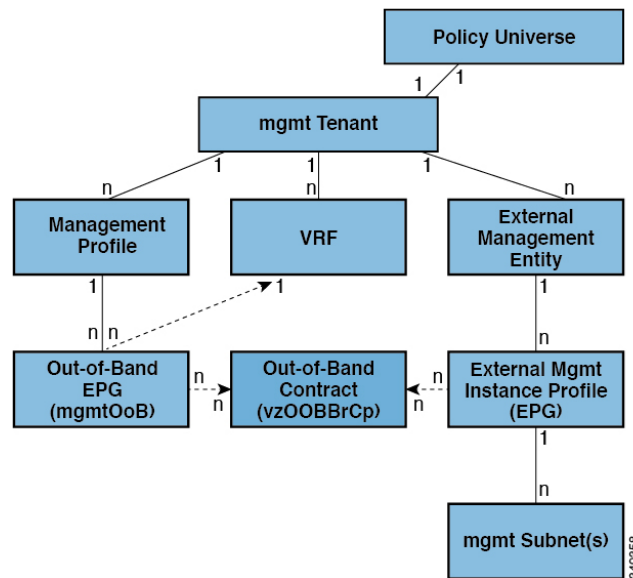 Policy Universe
1
1
mgmt Tenant
1
1
1
n
n
n
Management
Profile
VRF
External
Management
Entity
1
1
1
n
n
n
Out-of-Band
EPG
(mgmtOoB)
n
n
Out-of-Band
Contract
(vzOOBBrCp)
n
n
External Mgmt
Instance Profile
(EPG)
1
n
mgmt Subnet(s)